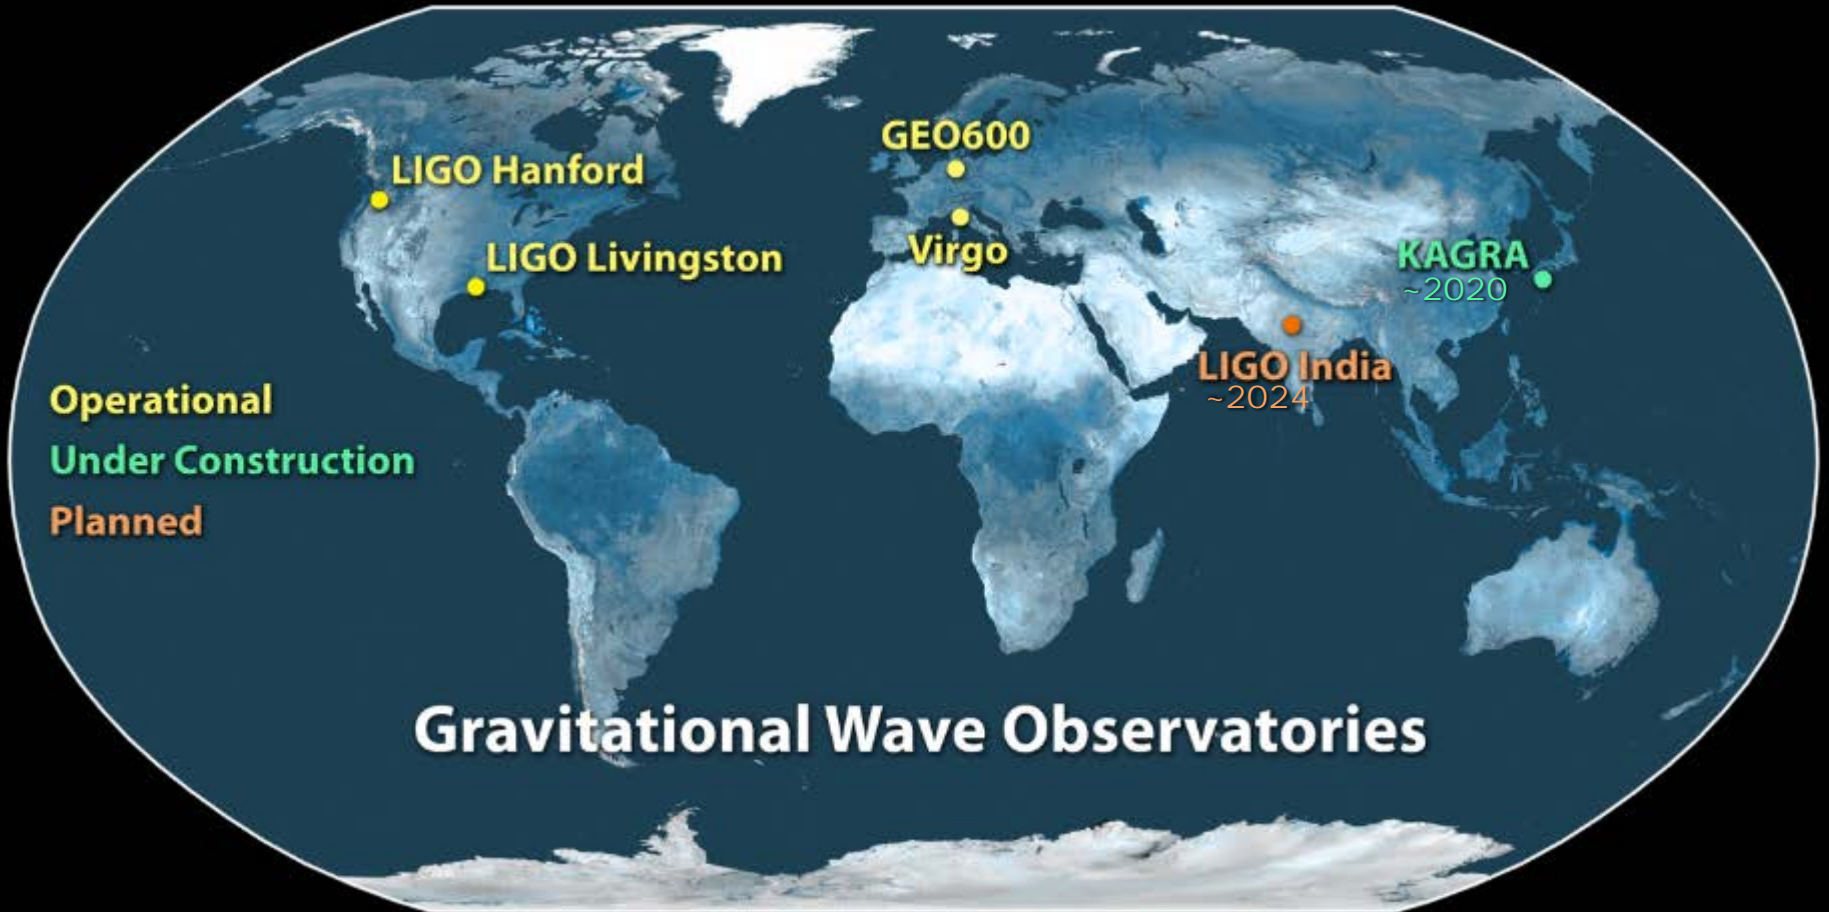 GEO600
LIGO Hanford
Virgo
LIGO Livingston
KAGRA
~2020
LIGO India
~2024
Operational
Under Construction
Planned
Gravitational Wave Observatories